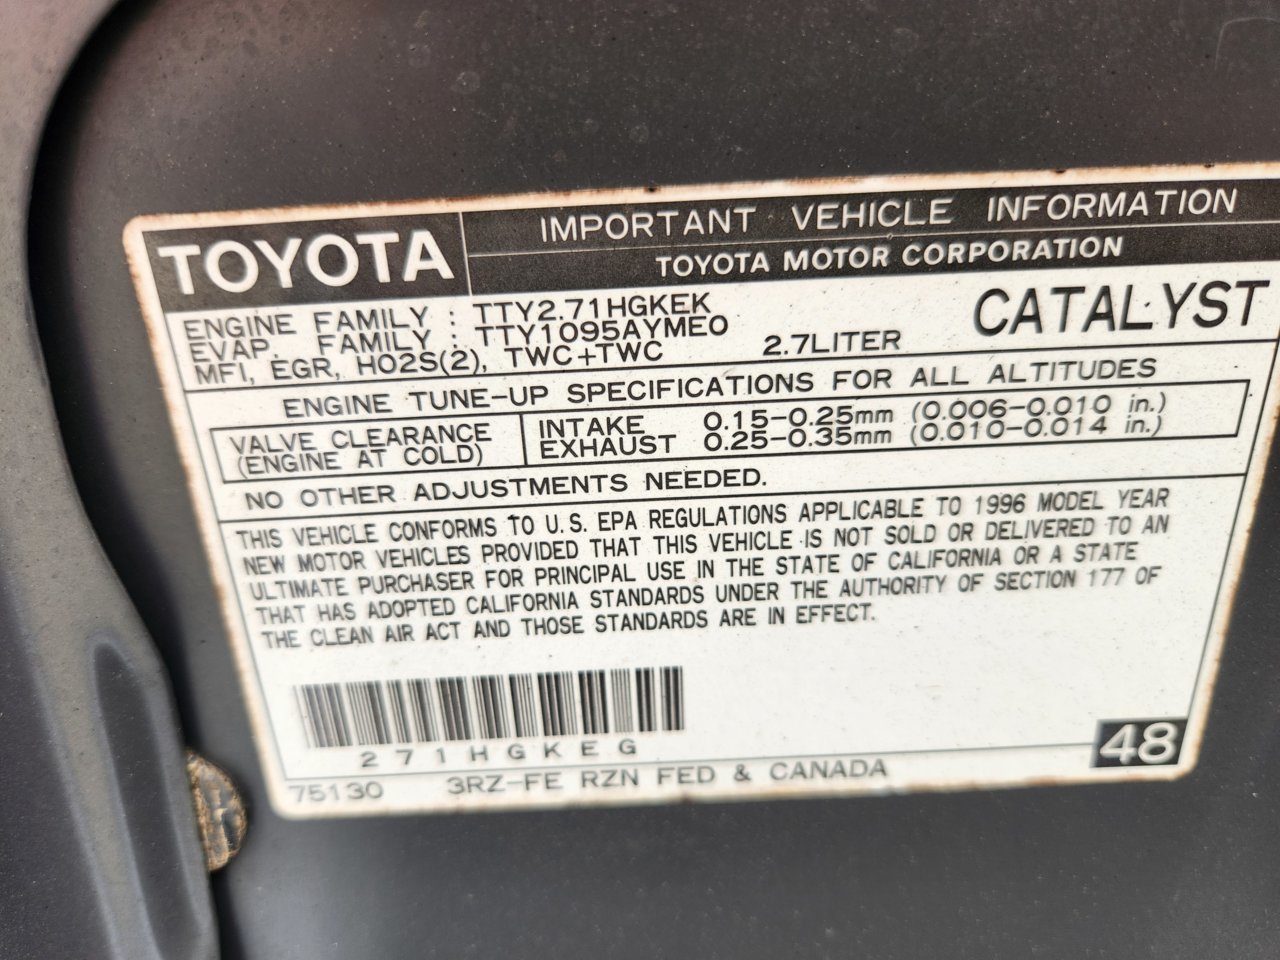 TOYOTA
IMPORTANT VEHICLE INFORMATION
TOYOTA MOTOR CORPORATION
ENGINE FAMILY : TTY2.71HGKEK
EVAP. FAMILY : TTY1095AYME0
MFI, EGR, HO2S(2), TWC+TWC 2.7LITER
CATALYST
ENGINE TUNE-UP SPECIFICATIONS FOR ALL ALTITUDES
VALVE CLEARANCE
(ENGINE AT COLD)
INTAKE 0.15-0.25mm (0.006-0.010 in.)
EXHAUST 0.25-0.35mm (0.010-0.014 in.)
NO OTHER ADJUSTMENTS NEEDED.
THIS VEHICLE CONFORMS TO U.S. EPA REGULATIONS APPLICABLE TO 1996 MODEL YEAR
NEW MOTOR VEHICLES PROVIDED THAT THIS VEHICLE IS NOT SOLD OR DELIVERED TO AN
ULTIMATE PURCHASER FOR PRINCIPAL USE IN THE STATE OF CALIFORNIA OR A STATE
THAT HAS ADOPTED CALIFORNIA STANDARDS UNDER THE AUTHORITY OF SECTION 177 OF
THE CLEAN AIR ACT AND THOSE STANDARDS ARE IN EFFECT.
271HGKEG
48
75130 3RZ-FE RZN FED & CANADA